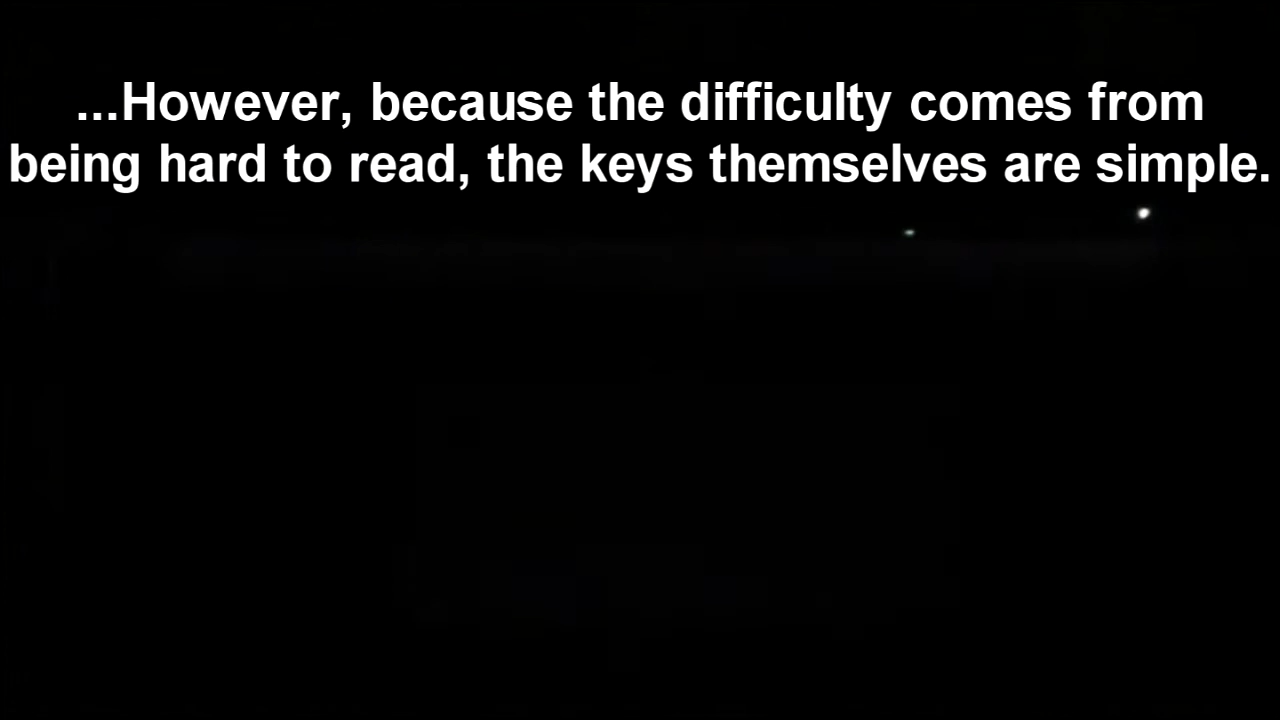 ...However, because the difficulty comes from
being hard to read, the keys themselves are simple.